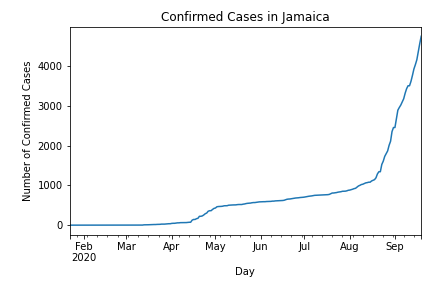 Confirmed Cases in Jamaica
Number of Confirmed Cases
4000
3000
2000
1000
0
Feb Mar Apr May Jun Jul Aug Sep
2020
Day